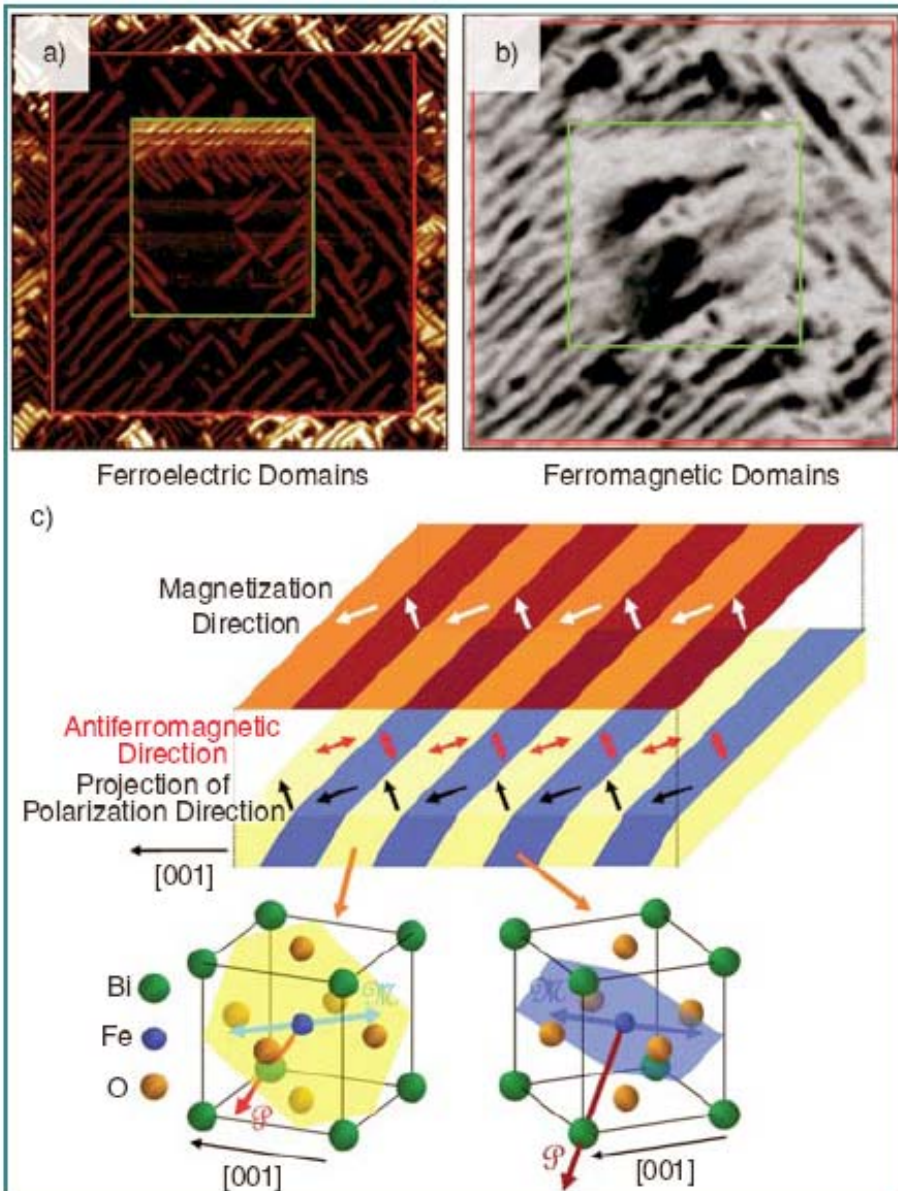 a)
b)
Ferroelectric Domains
Ferromagnetic Domains
c)
Magnetization
Direction
Antiferromagnetic
Direction
Projection of
Polarization Direction
[001]
Bi
Fe
O
ℳ
𝒫
[001]
ℳ
𝒫
[001]